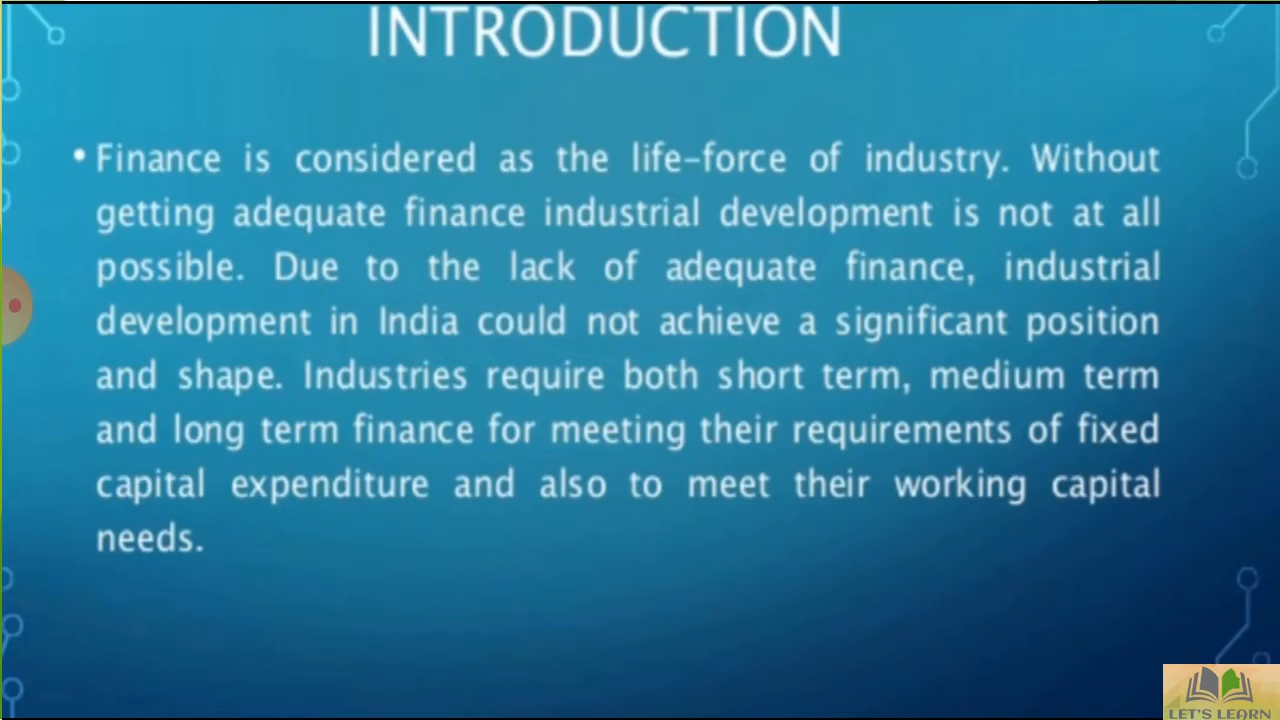 INTRODUCTION
• Finance is considered as the life-force of industry. Without
getting adequate finance industrial development is not at all
possible. Due to the lack of adequate finance, industrial
development in India could not achieve a significant position
and shape. Industries require both short term, medium term
and long term finance for meeting their requirements of fixed
capital expenditure and also to meet their working capital
needs.
LET'S LEARN